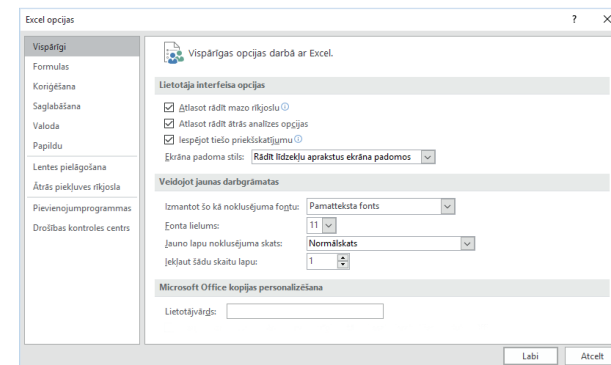 Excel opcijas
Vispārīgi
Formulas
Koriģēšana
Saglabāšana
Valoda
Papildu
Lentes pielāgošana
Ātrās piekļuves rīkjosla
Pievienojumprogrammas
Drošības kontroles centrs
Vispārīgas opcijas darbā ar Excel.
Lietotāja interfeisa opcijas
Atlasot rādīt mazo rīkjoslu
Atlasot rādīt ātrās analīzes opcijas
Iespējot tiešo priekšskatījumu
Ekrāna padoma stils: Rādīt līdzekļu aprakstus ekrāna padomos
Veidojot jaunas darbgrāmatas
Izmantot šo kā noklusējuma fontu: Pamatteksta fonts
Fonta lielums: 11
Jauno lapu noklusējuma skats: Normālskats
Iekļaut šādu skaitu lapu: 1
Microsoft Office kopijas personalizēšana
Lietotājvārds:
Labi Atcelt